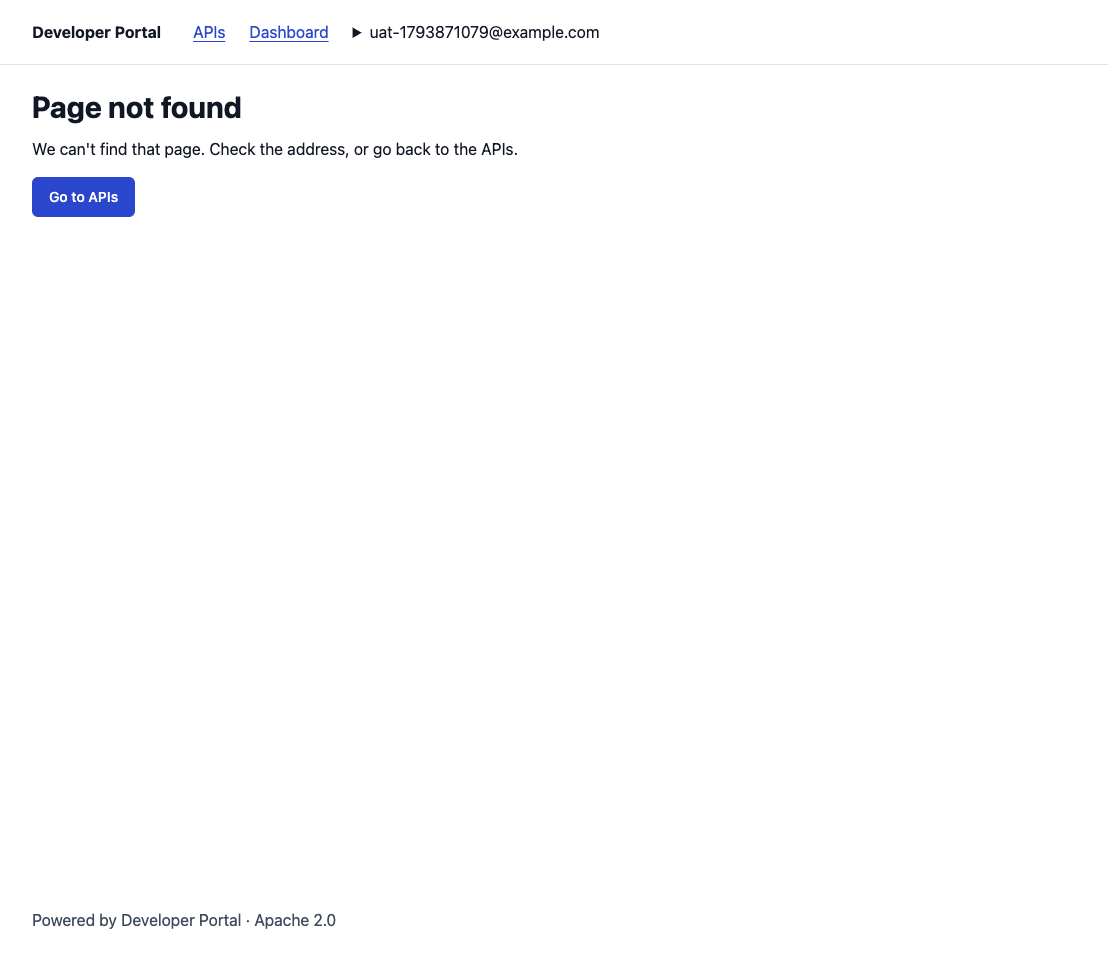 Developer Portal APIs Dashboard ▶ uat-1793871079@example.com
Page not found
We can't find that page. Check the address, or go back to the APIs.
Go to APIs
Powered by Developer Portal · Apache 2.0